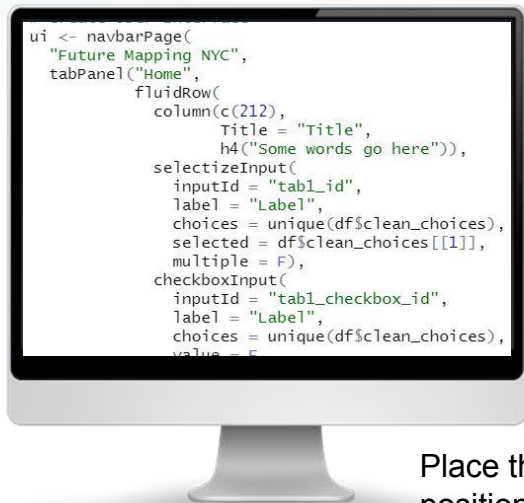 ui <- navbarPage(
"Future Mapping NYC",
tabPanel("Home",
fluidRow(
column(c(212),
Title = "Title",
h4("Some words go here")),
selectizeInput(
inputId = "tab1_id",
label = "Label",
choices = unique(df$clean_choices),
selected = df$clean_choices[[1]],
multiple = F),
checkboxInput(
inputId = "tab1_checkbox_id",
label = "Label",
choices = unique(df$clean_choices),
value = F
Place th
position